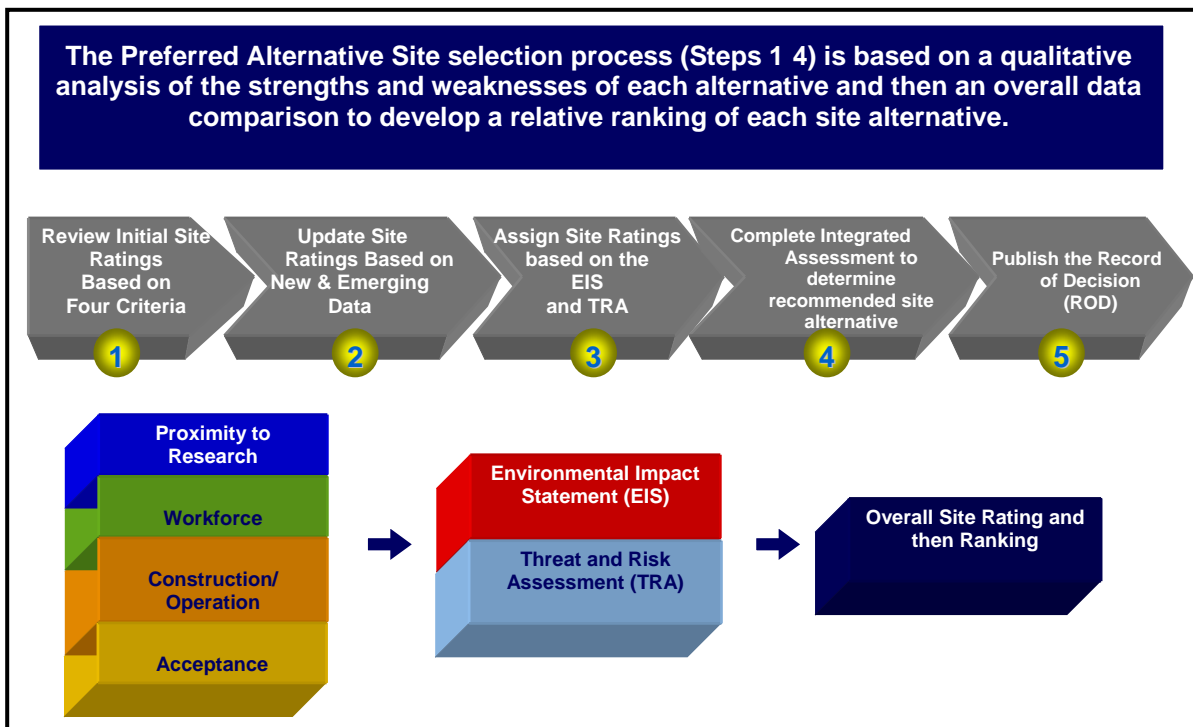 The Preferred Alternative Site selection process (Steps 1 4) is based on a qualitative
analysis of the strengths and weaknesses of each alternative and then an overall data
comparison to develop a relative ranking of each site alternative.
Review Initial Site
Ratings
Based on
Four Criteria
1
Update Site
Ratings Based on
New & Emerging
Data
2
Assign Site Ratings
based on the
EIS
and TRA
3
Complete Integrated
Assessment to
determine
recommended site
alternative
4
Publish the Record
of Decision
(ROD)
5
Proximity to
Research
Workforce
Construction/
Operation
Acceptance
Environmental Impact
Statement (EIS)
Threat and Risk
Assessment (TRA)
Overall Site Rating and
then Ranking